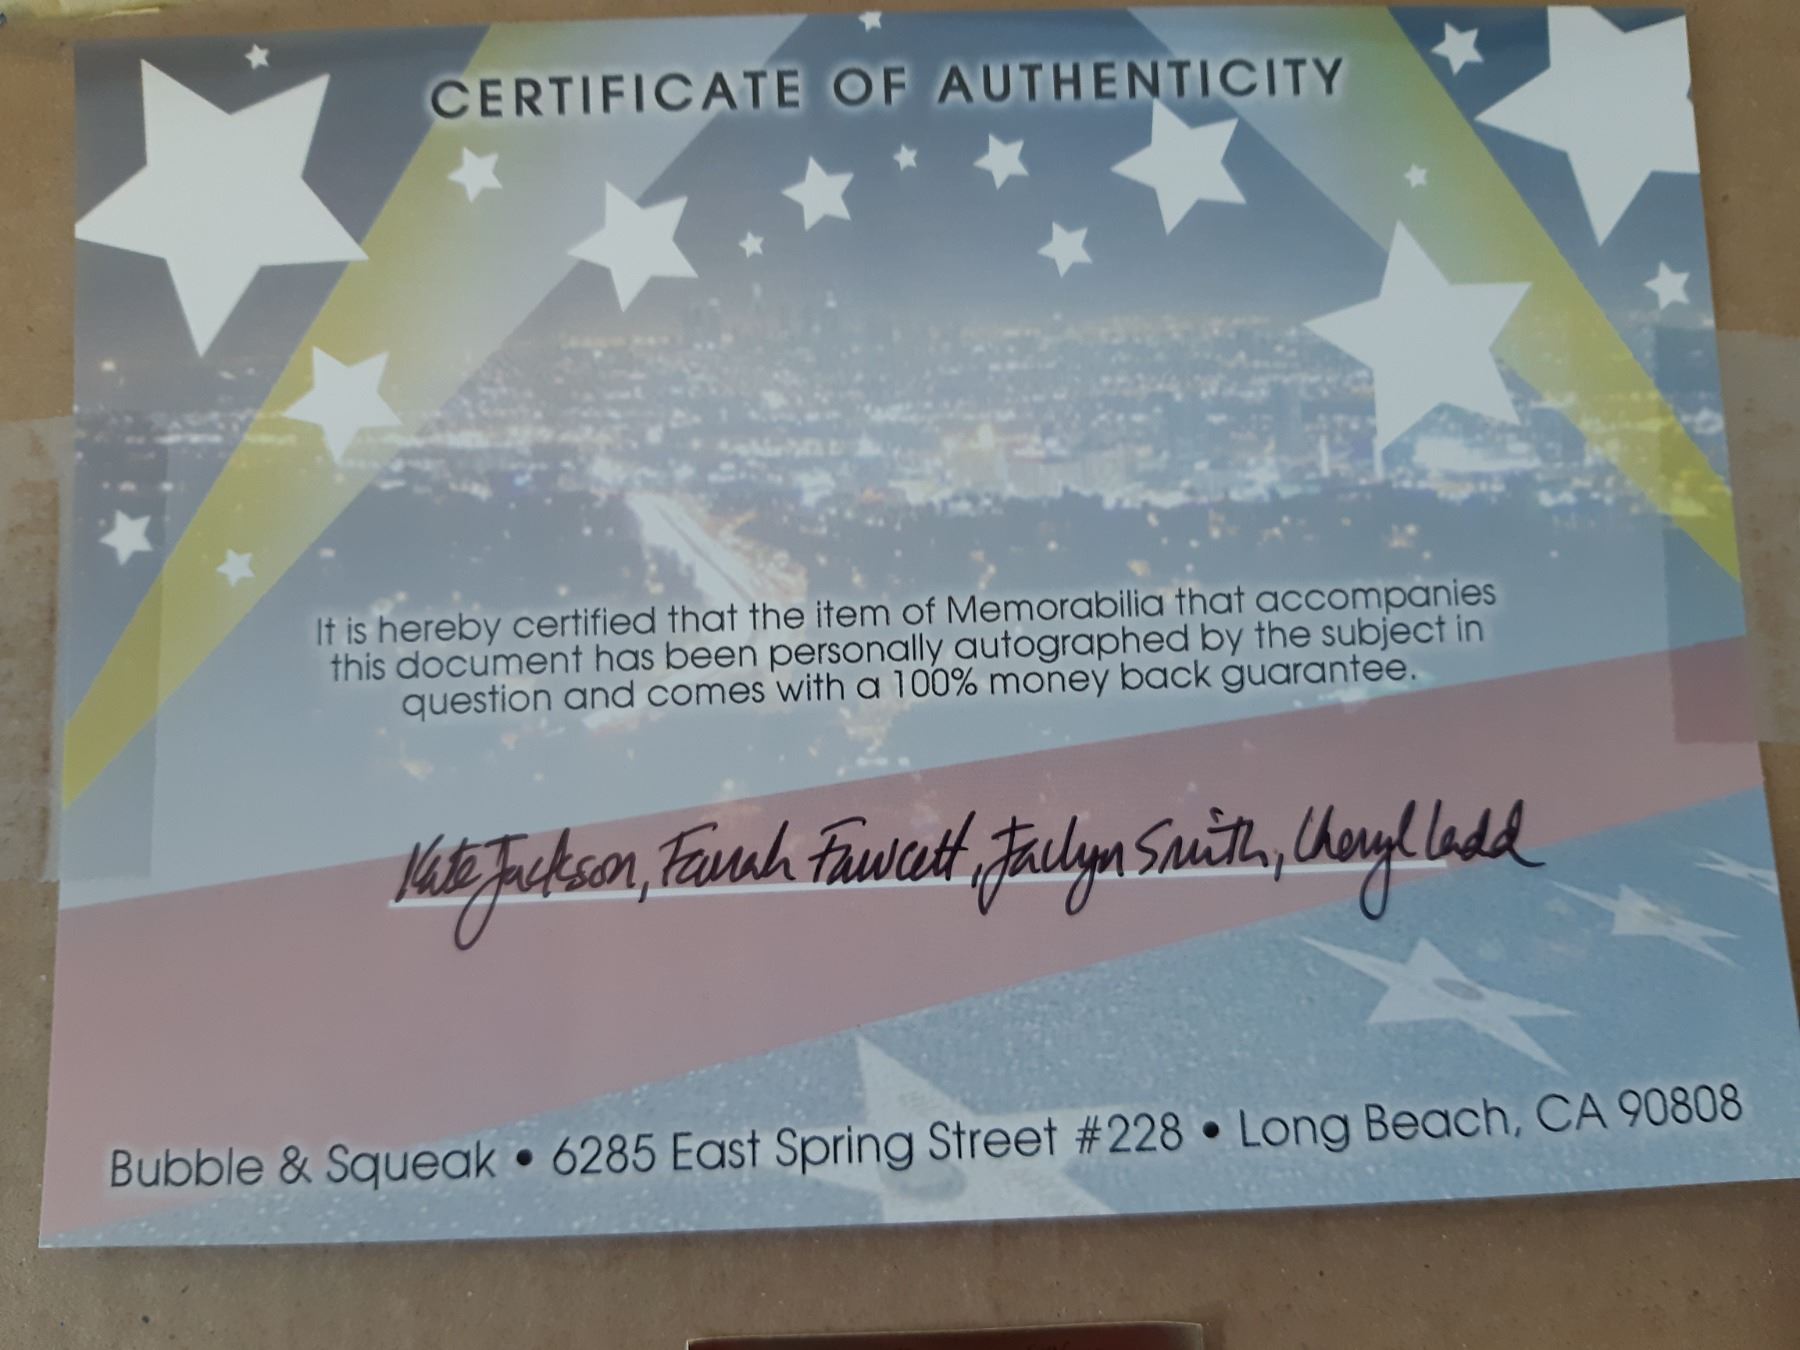 CERTIFICATE OF AUTHENTICITY
It is hereby certified that the item of Memorabilia that accompanies
this document has been personally autographed by the subject in
question and comes with a 100% money back guarantee.
Kate Jackson, Farrah Fawcett, Jaclyn Smith, Cheryl Ladd
Bubble & Squeak • 6285 East Spring Street #228 • Long Beach, CA 90808